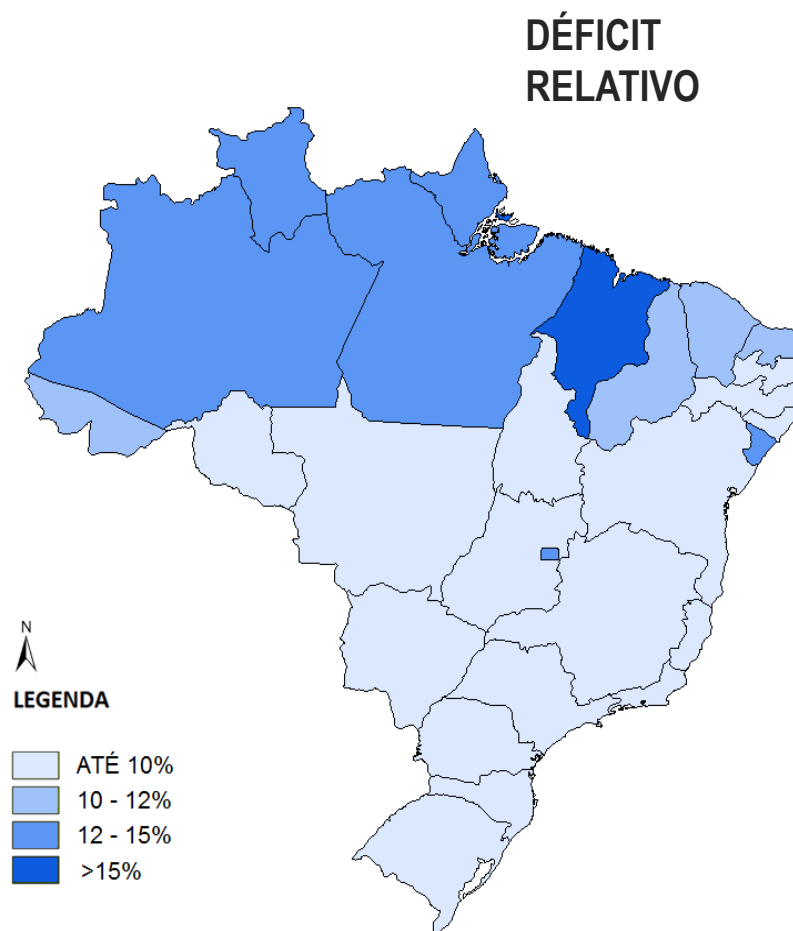 DÉFICIT
RELATIVO
N
LEGENDA
ATÉ 10%
10 - 12%
12 - 15%
>15%